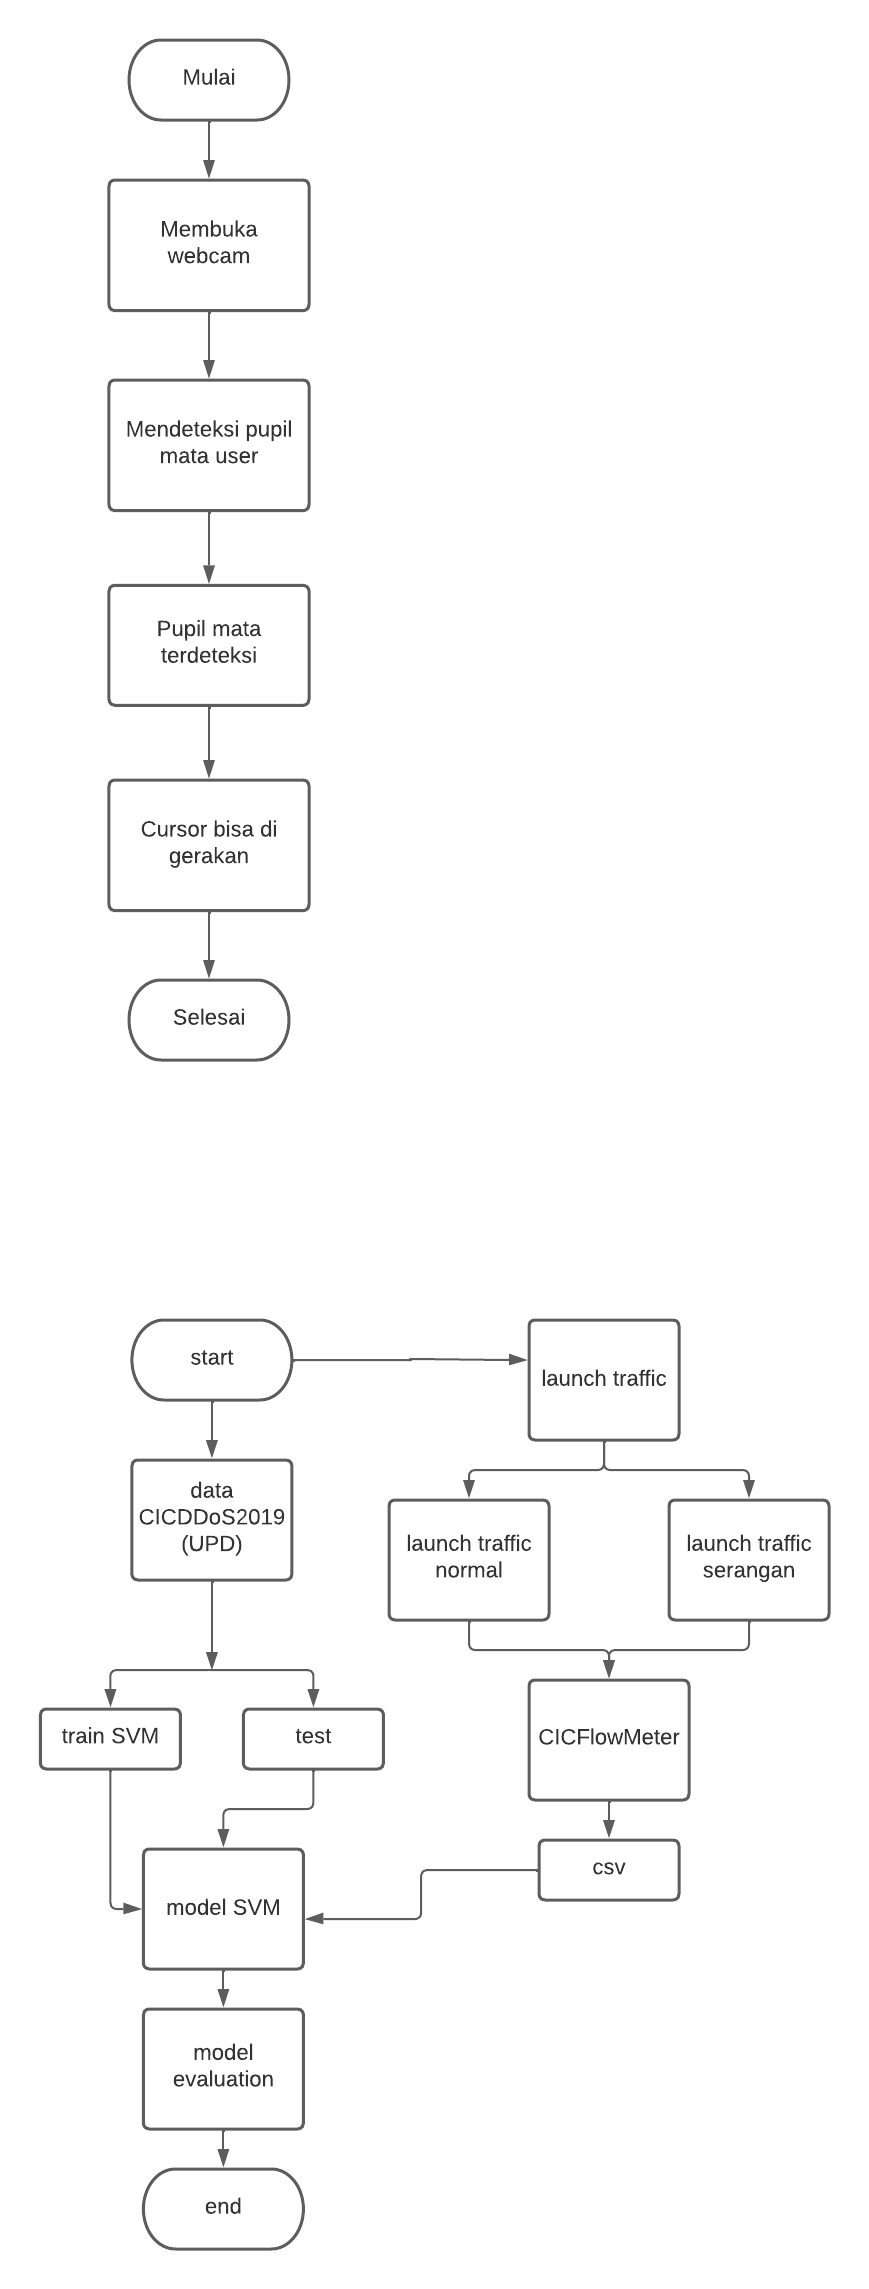 Mulai
Membuka
webcam
Mendeteksi pupil
mata user
Pupil mata
terdeteksi
Cursor bisa di
gerakan
Selesai
start
launch traffic
data
CICDDoS2019
(UPD)
launch traffic
normal
launch traffic
serangan
train SVM
test
CICFlowMeter
csv
model SVM
model
evaluation
end